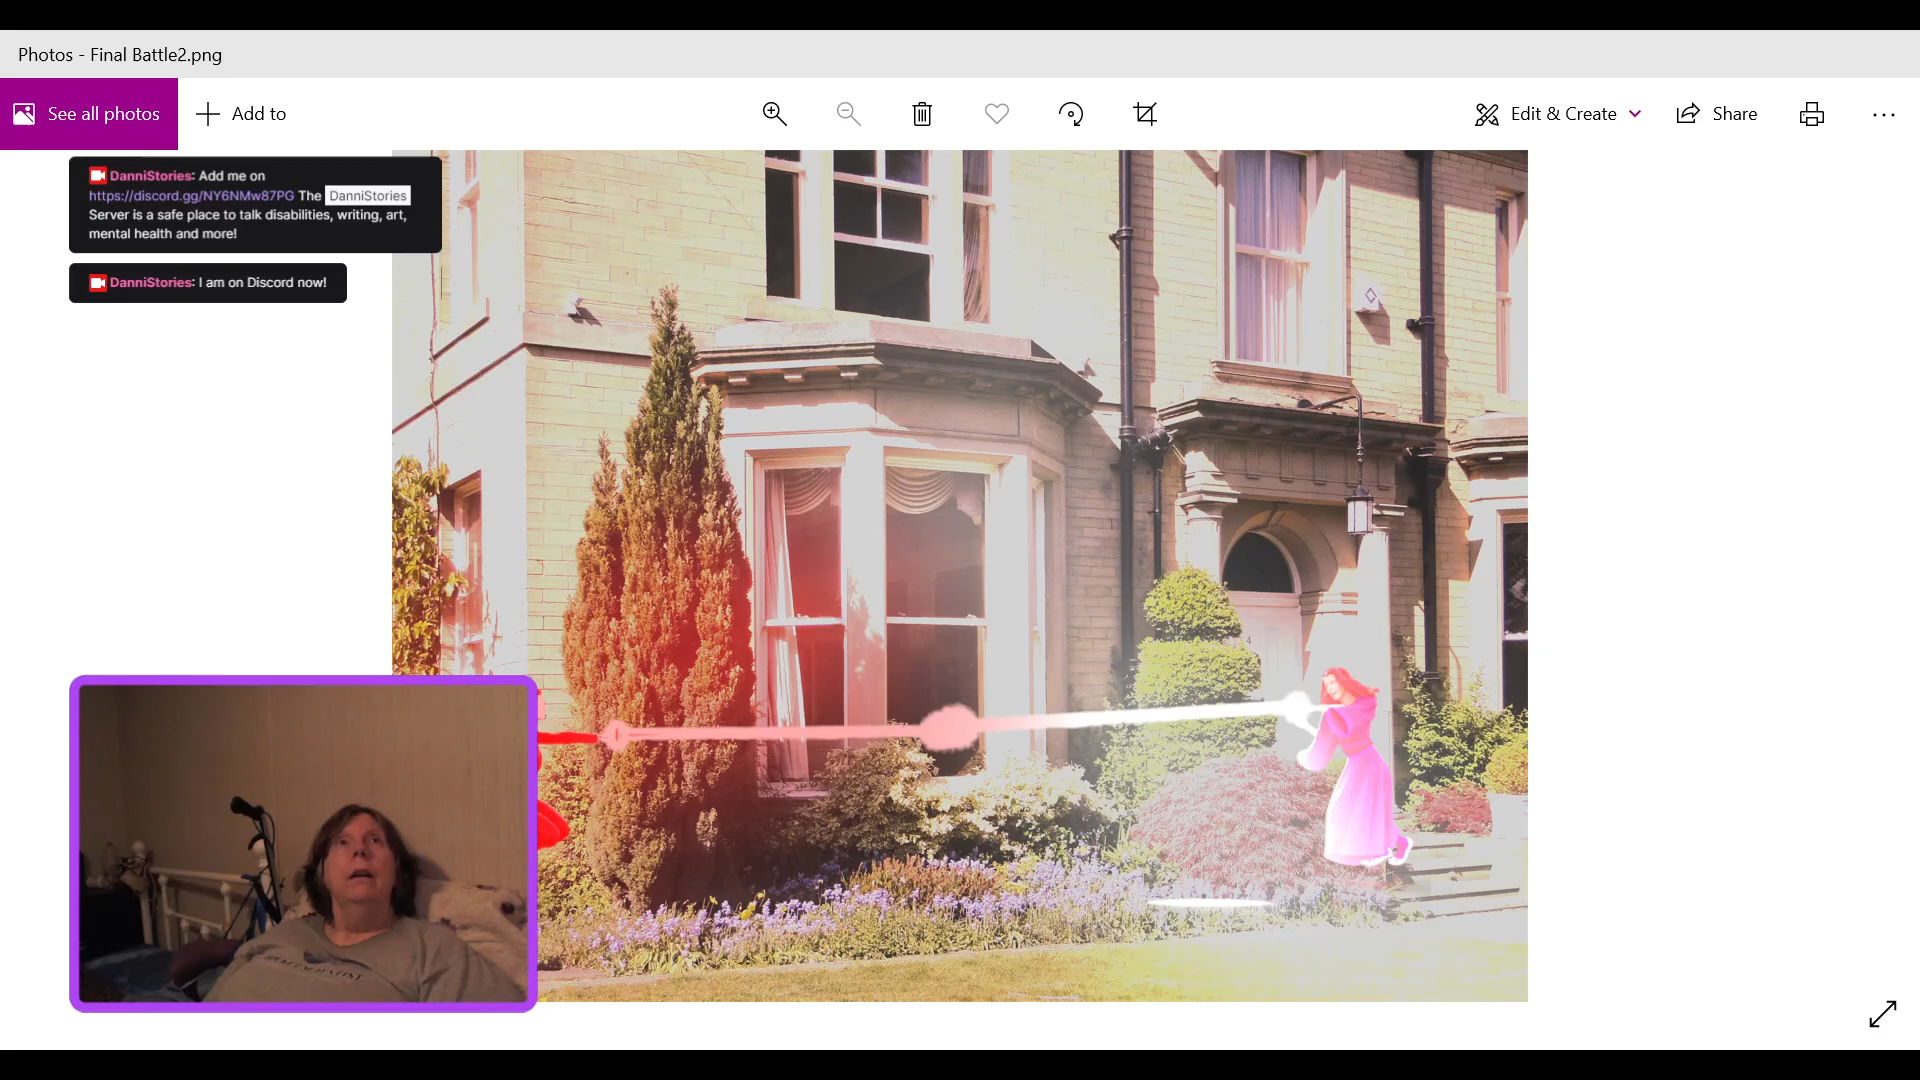 Photos - Final Battle2.png
See all photos
Add to
Edit & Create
Share
DanniStories: Add me on
https://discord.gg/NY6NMw87PG The DanniStories
Server is a safe place to talk disabilities, writing, art,
mental health and more!
DanniStories: I am on Discord now!